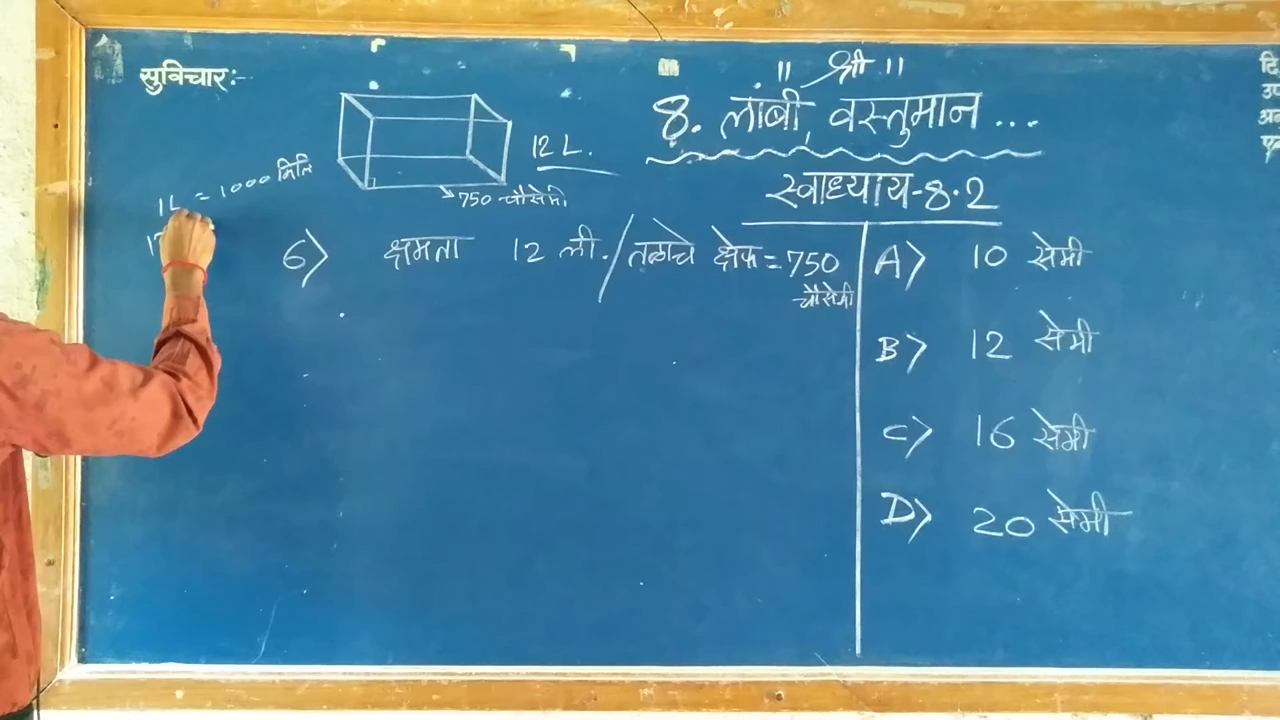 सुविचार:-
॥ श्री ॥
8. लांबी, वस्तुमान ...
स्वाध्याय-8.2
12 L.
750 चौसेमी
1L = 1000 मिलि
6) क्षमता 12 ली. / तळाचे क्षेफ = 750
चौसेमी
A) 10 सेमी
B) 12 सेमी
C) 16 सेमी
D) 20 सेमी